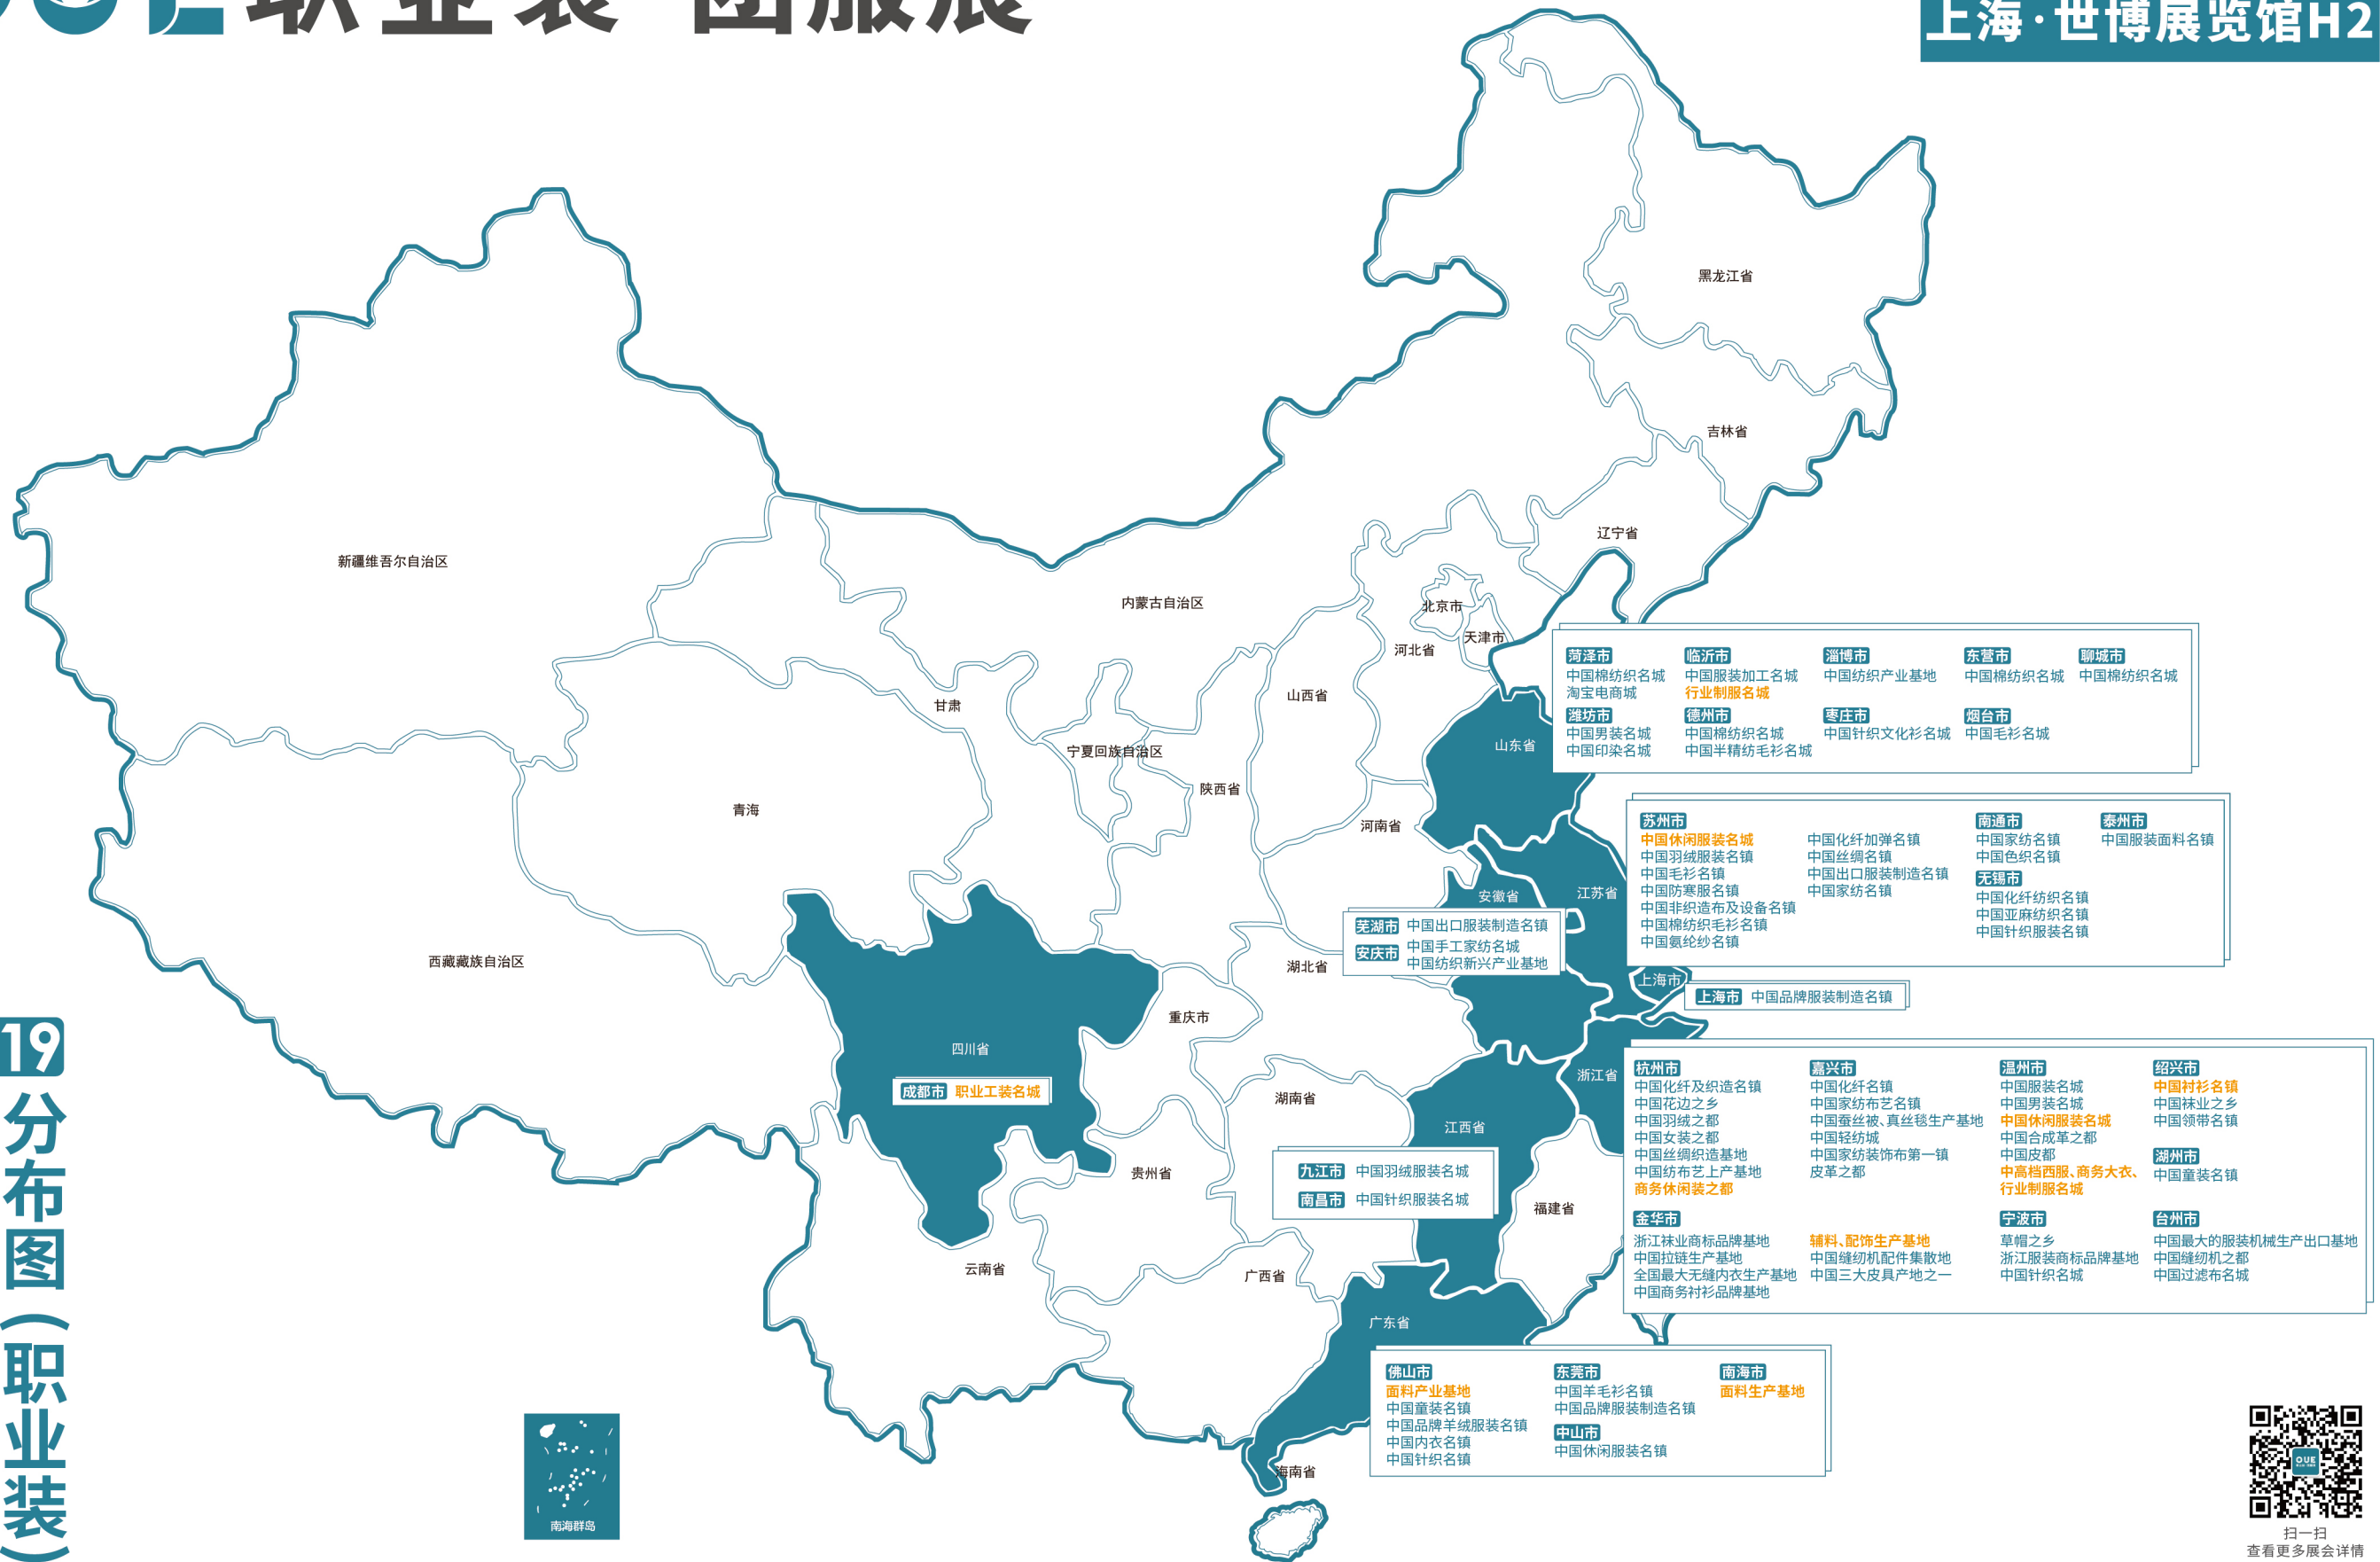 OUE 职业装 团服展
上海·世博展览馆H2
19
分布图(职业装)
黑龙江省
吉林省
辽宁省
新疆维吾尔自治区
内蒙古自治区
北京市
天津市
河北省
山西省
甘肃
宁夏回族自治区
山东省
陕西省
青海
河南省
安徽省
江苏省
西藏藏族自治区
湖北省
上海市
重庆市
四川省
浙江省
湖南省
江西省
贵州省
福建省
云南省
广西省
广东省
海南省
南海群岛
菏泽市
中国棉纺织名城
淘宝电商城
临沂市
中国服装加工名城
行业制服名城
淄博市
中国纺织产业基地
东营市
中国棉纺织名城
聊城市
中国棉纺织名城
潍坊市
中国男装名城
中国印染名城
德州市
中国棉纺织名城
中国半精纺毛衫名城
枣庄市
中国针织文化衫名城
烟台市
中国毛衫名城
苏州市
中国休闲服装名城
中国羽绒服装名镇
中国毛衫名镇
中国防寒服名镇
中国非织造布及设备名镇
中国棉纺织毛衫名镇
中国氨纶纱名镇
中国化纤加弹名镇
中国丝绸名镇
中国出口服装制造名镇
中国家纺名镇
南通市
中国家纺名镇
中国色织名镇
泰州市
中国服装面料名镇
无锡市
中国化纤纺织名镇
中国亚麻纺织名镇
中国针织服装名镇
芜湖市 中国出口服装制造名镇
安庆市 中国手工家纺名城
中国纺织新兴产业基地
上海市 中国品牌服装制造名镇
成都市 职业工装名城
杭州市
中国化纤及织造名镇
中国花边之乡
中国羽绒之都
中国女装之都
中国丝绸织造基地
中国纺布艺上产基地
商务休闲装之都
嘉兴市
中国化纤名镇
中国家纺布艺名镇
中国蚕丝被、真丝毯生产基地
中国轻纺城
中国家纺装饰布第一镇
皮革之都
温州市
中国服装名城
中国男装名城
中国休闲服装名城
中国合成革之都
中国皮都
中高档西服、商务大衣、
行业制服名城
绍兴市
中国衬衫名镇
中国袜业之乡
中国领带名镇
湖州市
中国童装名镇
金华市
浙江袜业商标品牌基地
中国拉链生产基地
全国最大无缝内衣生产基地
中国商务衬衫品牌基地
辅料、配饰生产基地
中国缝纫机配件集散地
中国三大皮具产地之一
宁波市
草帽之乡
浙江服装商标品牌基地
中国针织名城
台州市
中国最大的服装机械生产出口基地
中国缝纫机之都
中国过滤布名城
九江市 中国羽绒服装名城
南昌市 中国针织服装名城
佛山市
面料产业基地
中国童装名镇
中国品牌羊绒服装名镇
中国内衣名镇
中国针织名镇
东莞市
中国羊毛衫名镇
中国品牌服装制造名镇
中山市
中国休闲服装名镇
南海市
面料生产基地
OUE
扫一扫
查看更多展会详情